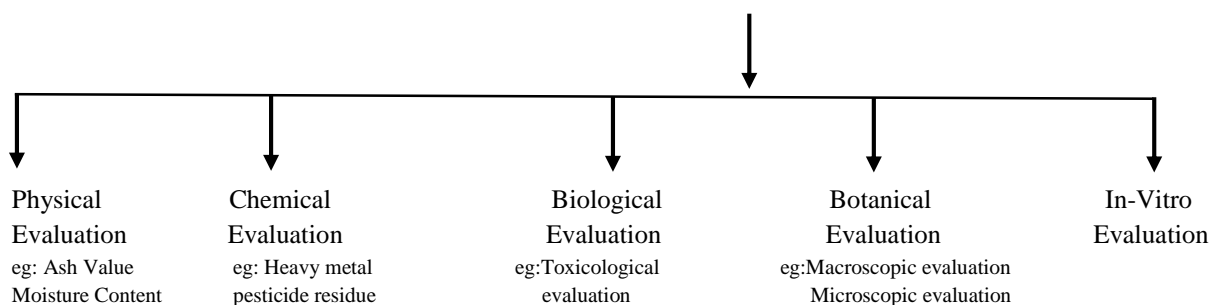 Physical Evaluation
eg: Ash Value
Moisture Content
Chemical Evaluation
eg: Heavy metal
pesticide residue
Biological Evaluation
eg:Toxicological
evaluation
Botanical Evaluation
eg:Macroscopic evaluation
Microscopic evaluation
In-Vitro Evaluation